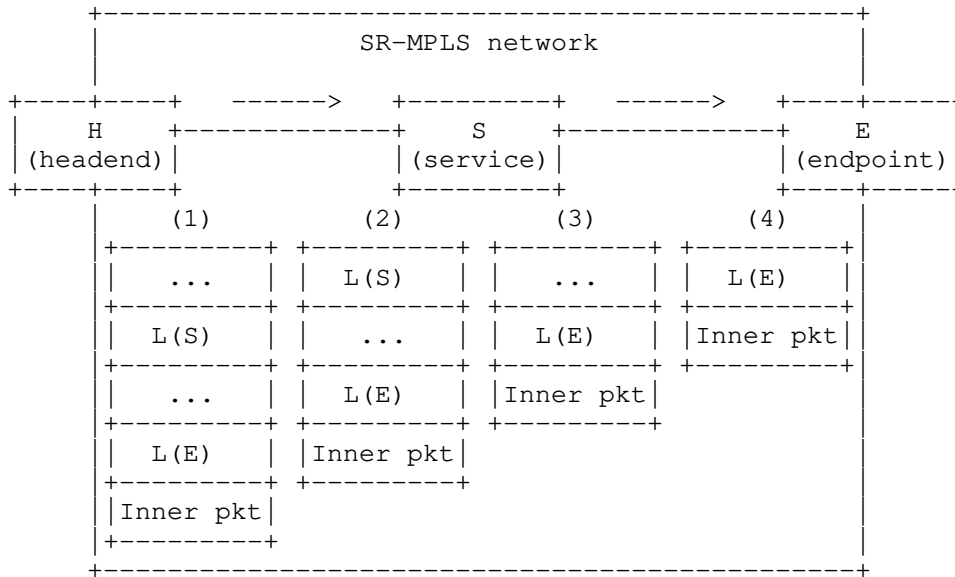 SR-MPLS network
------> ------>
H S E
(headend) (service) (endpoint)
(1) (2) (3) (4)
... L(S) ... L(E)
L(S) ... L(E) Inner pkt
... L(E) Inner pkt
L(E) Inner pkt
Inner pkt